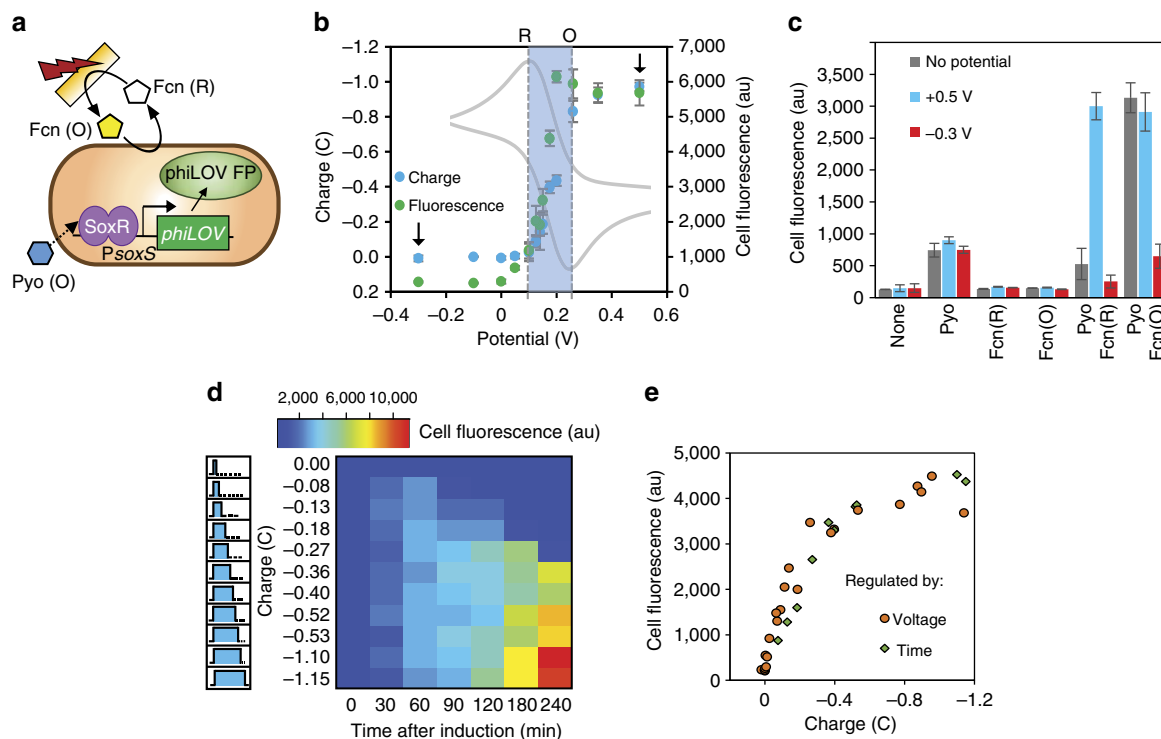 a
Fcn (R)
Fcn (O)
phiLOV FP
SoxR
phiLOV
PsoxS
Pyo (O)
b
R O
−1.2 7,000
−1.0 6,000
−0.8 5,000
−0.6 4,000
−0.4 3,000
−0.2 2,000
0.0 1,000
0.2 0
−0.4 −0.2 0 0.2 0.4 0.6
Charge (C)
Cell fluorescence (au)
Potential (V)
Charge
Fluorescence
c
No potential
+0.5 V
−0.3 V
3,500
3,000
2,500
2,000
1,500
1,000
500
0
Cell fluorescence (au)
None
Pyo
Fcn(R)
Fcn(O)
Pyo
Fcn(R)
Pyo
Fcn(O)
d
2,000 6,000 10,000
Cell fluorescence (au)
0.00
−0.08
−0.13
−0.18
−0.27
−0.36
−0.40
−0.52
−0.53
−1.10
−1.15
Charge (C)
0 30 60 90 120 180 240
Time after induction (min)
e
5,000
4,000
3,000
2,000
1,000
0
Cell fluorescence (au)
Regulated by:
Voltage
Time
0 −0.4 −0.8 −1.2
Charge (C)